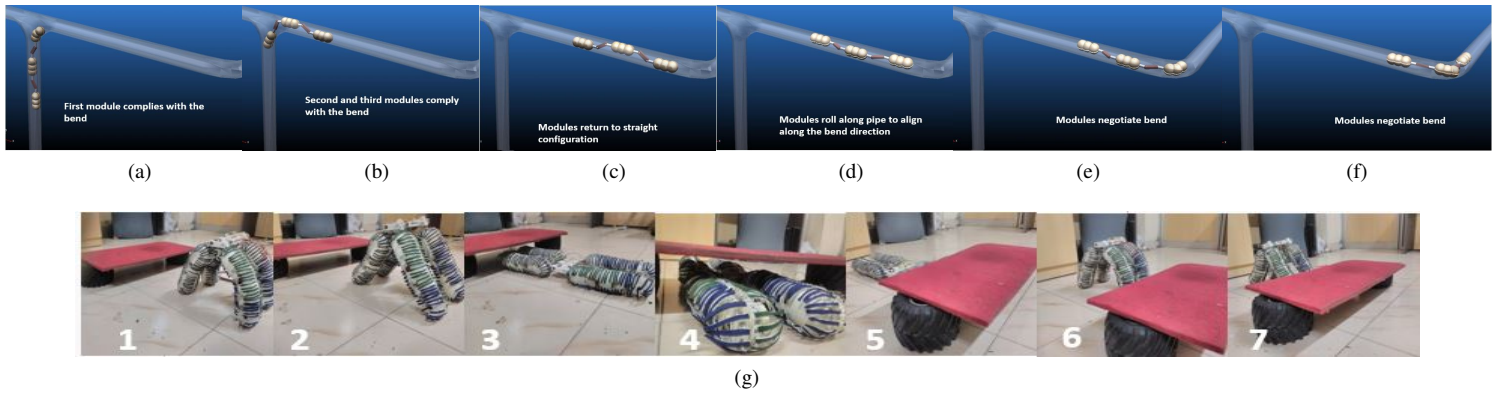 First module complies with the
bend
Second and third modules comply
with the bend
Modules return to straight
configuration
Modules roll along pipe to align
along the bend direction
Modules negotiate bend
Modules negotiate bend
(a)
(b)
(c)
(d)
(e)
(f)
1
2
3
4
5
6
7
(g)